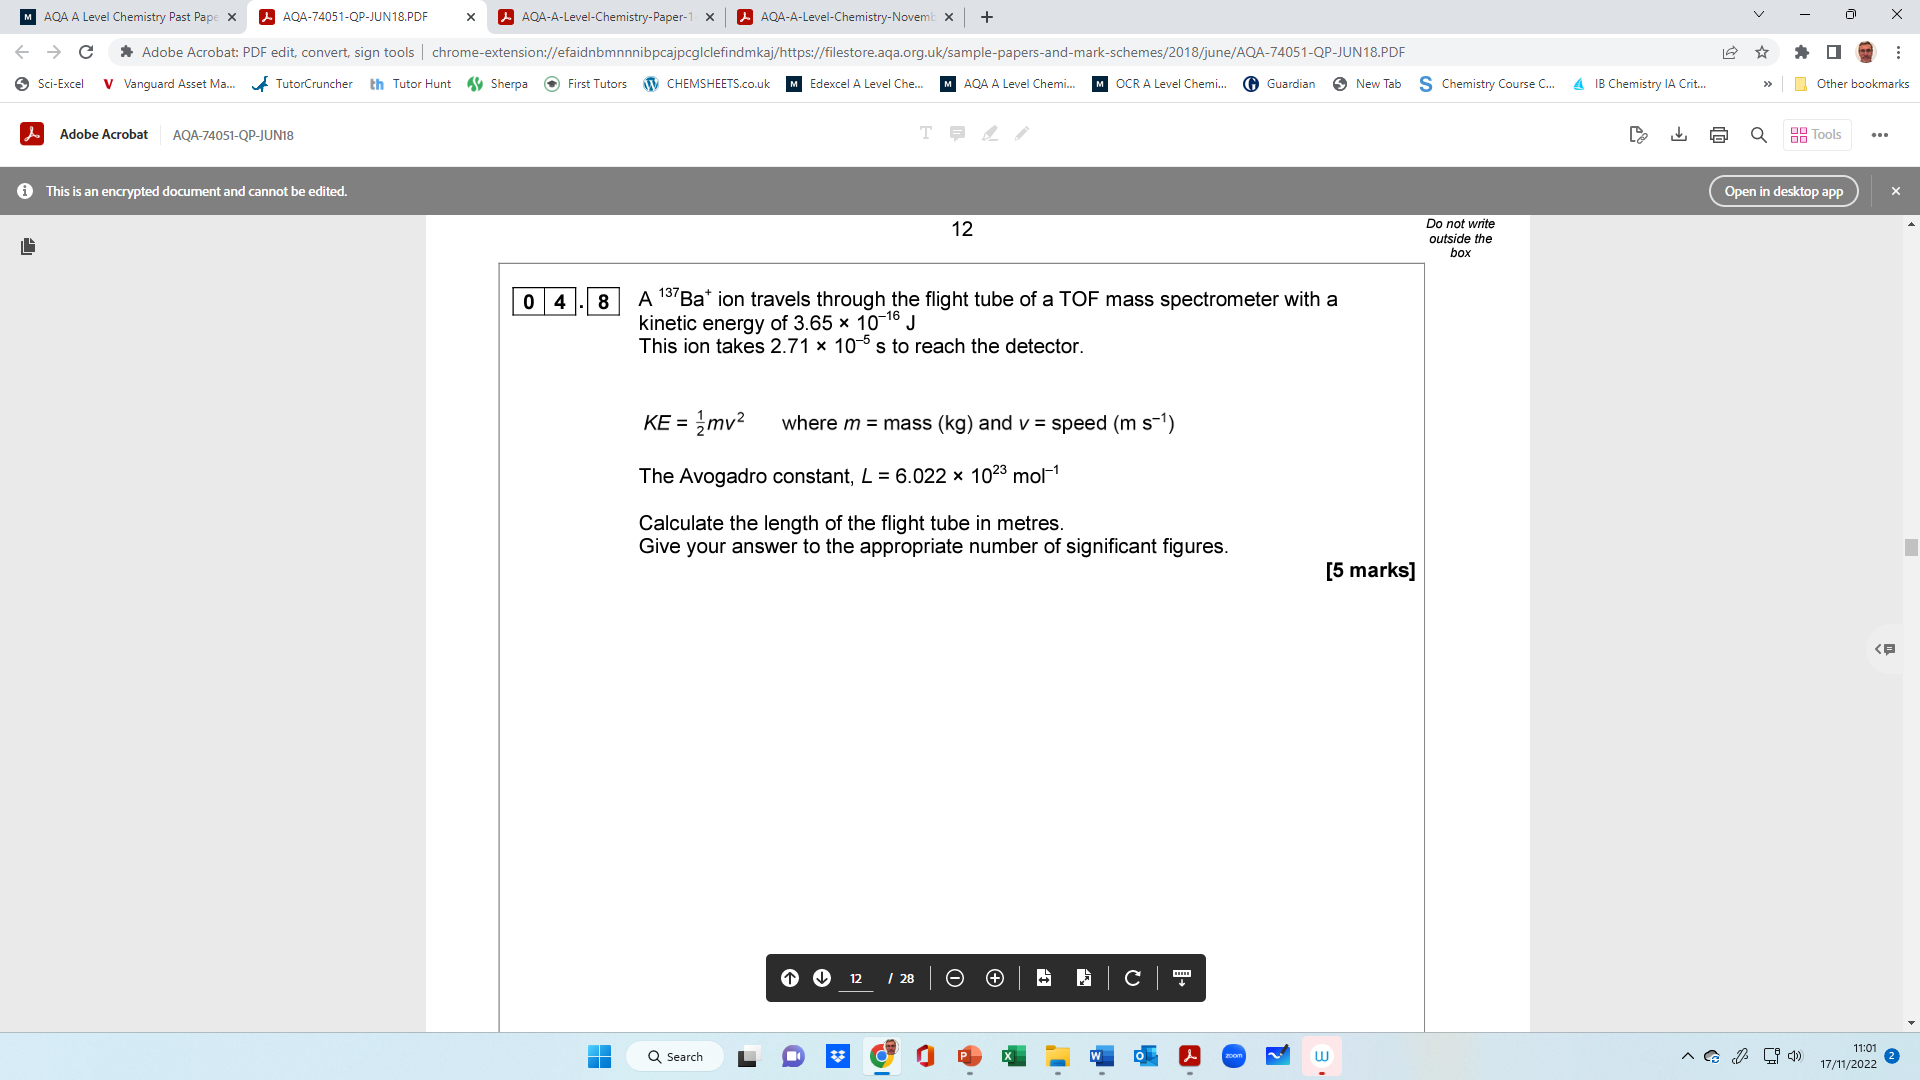 AQA A Level Chemistry Past Pape
AQA-74051-QP-JUN18.PDF
AQA-A-Level-Chemistry-Paper-1
AQA-A-Level-Chemistry-Novemb
Adobe Acrobat: PDF edit, convert, sign tools
chrome-extension://efaidnbmnnnibpcajpcglclefindmkaj/https://filestore.aqa.org.uk/sample-papers-and-mark-schemes/2018/june/AQA-74051-QP-JUN18.PDF
Sci-Excel
Vanguard Asset Ma...
TutorCruncher
th Tutor Hunt
Sherpa
First Tutors
CHEMSHEETS.co.uk
Edexcel A Level Che...
AQA A Level Chemi...
OCR A Level Chemi...
Guardian
New Tab
Chemistry Course C...
IB Chemistry IA Crit...
»
Other bookmarks
Adobe Acrobat
AQA-74051-QP-JUN18
Tools
This is an encrypted document and cannot be edited.
Open in desktop app
12
Do not write
outside the
box
0 4 . 8
A ¹³⁷Ba⁺ ion travels through the flight tube of a TOF mass spectrometer with a
kinetic energy of 3.65 × 10⁻¹⁶ J
This ion takes 2.71 × 10⁻⁵ s to reach the detector.
KE = ½mv² where m = mass (kg) and v = speed (m s⁻¹)
The Avogadro constant, L = 6.022 × 10²³ mol⁻¹
Calculate the length of the flight tube in metres.
Give your answer to the appropriate number of significant figures.
[5 marks]
12 / 28
Search
zoom
11:01
17/11/2022
2